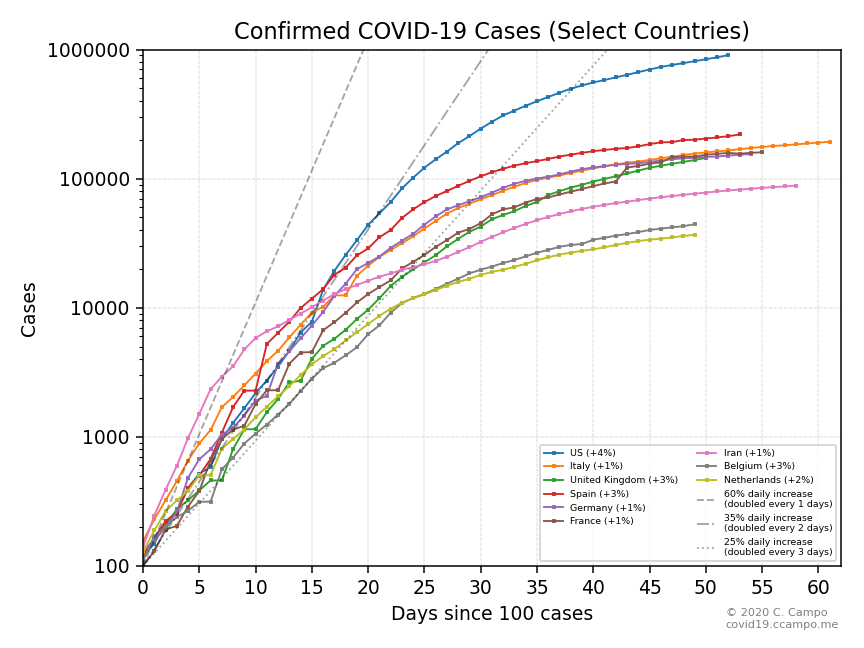 Confirmed COVID-19 Cases (Select Countries)
Cases
1000000
100000
10000
1000
100
0 5 10 15 20 25 30 35 40 45 50 55 60
Days since 100 cases
US (+4%)
Italy (+1%)
United Kingdom (+3%)
Spain (+3%)
Germany (+1%)
France (+1%)
Iran (+1%)
Belgium (+3%)
Netherlands (+2%)
60% daily increase
(doubled every 1 days)
35% daily increase
(doubled every 2 days)
25% daily increase
(doubled every 3 days)
© 2020 C. Campo
covid19.ccampo.me